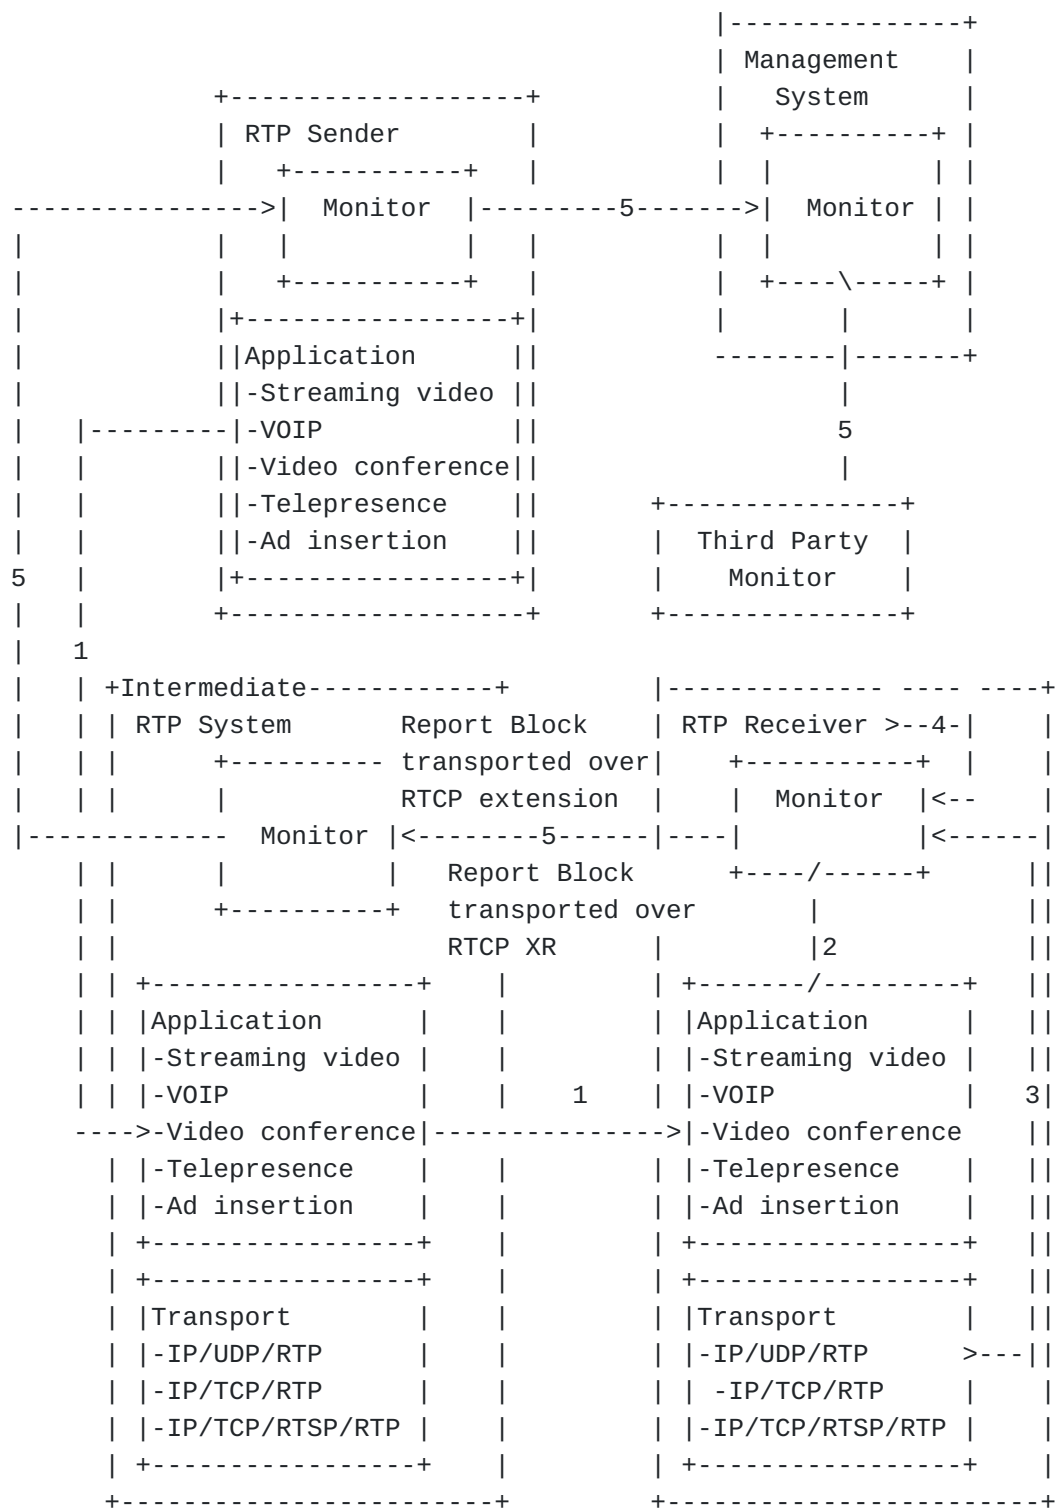 |---------------+
| Management    |
+-------------------+           |   System      |
| RTP Sender        |           |  +----------+ |
|   +-----------+   |           |  |          | |
---------------->|  Monitor  |---------5------->|  Monitor | |
|            |   |           |   |           |  |          | |
|            |   +-----------+   |           |  +----\-----+ |
|            |+-----------------+|           |       |       |
|            ||Application      ||           --------|-------+
|            ||-Streaming video ||                   |
|   |---------|-VOIP            ||                   5
|   |        ||-Video conference||                   |
|   |        ||-Telepresence    ||       +---------------+
|   |        ||-Ad insertion    ||       |  Third Party  |
5   |        |+-----------------+|       |    Monitor    |
|   |        +-------------------+       +---------------+
|   1
|   | +Intermediate------------+         |-------------- ---- ----+
|   | | RTP System       Report Block    | RTP Receiver >--4-|    |
|   | |     +---------- transported over|    +-----------+  |    |
|   | |     |           RTCP extension  |    |  Monitor  |<--    |
|-------------  Monitor |<--------5------|----|           |<------|
| |      |          |   Report Block      +----/------+      ||
| |      +----------+   transported over       |             ||
| |                     RTCP XR      |         |2            ||
| | +-----------------+    |         | +-------/---------+   ||
| | |Application      |    |         | |Application      |   ||
| | |-Streaming video |    |         | |-Streaming video |   ||
| | |-VOIP            |    |    1    | |-VOIP            |   3|
---->-Video conference|--------------->|-Video conference    ||
| |-Telepresence    |    |         | |-Telepresence    |   ||
| |-Ad insertion    |    |         | |-Ad insertion    |   ||
| +-----------------+    |         | +-----------------+   ||
| +-----------------+    |         | +-----------------+   ||
| |Transport        |    |         | |Transport        |   ||
| |-IP/UDP/RTP      |    |         | |-IP/UDP/RTP      >---||
| |-IP/TCP/RTP      |    |         | | -IP/TCP/RTP     |    |
| |-IP/TCP/RTSP/RTP |    |         | |-IP/TCP/RTSP/RTP |    |
| +-----------------+    |         | +-----------------+    |
+------------------------+         +------------------------+